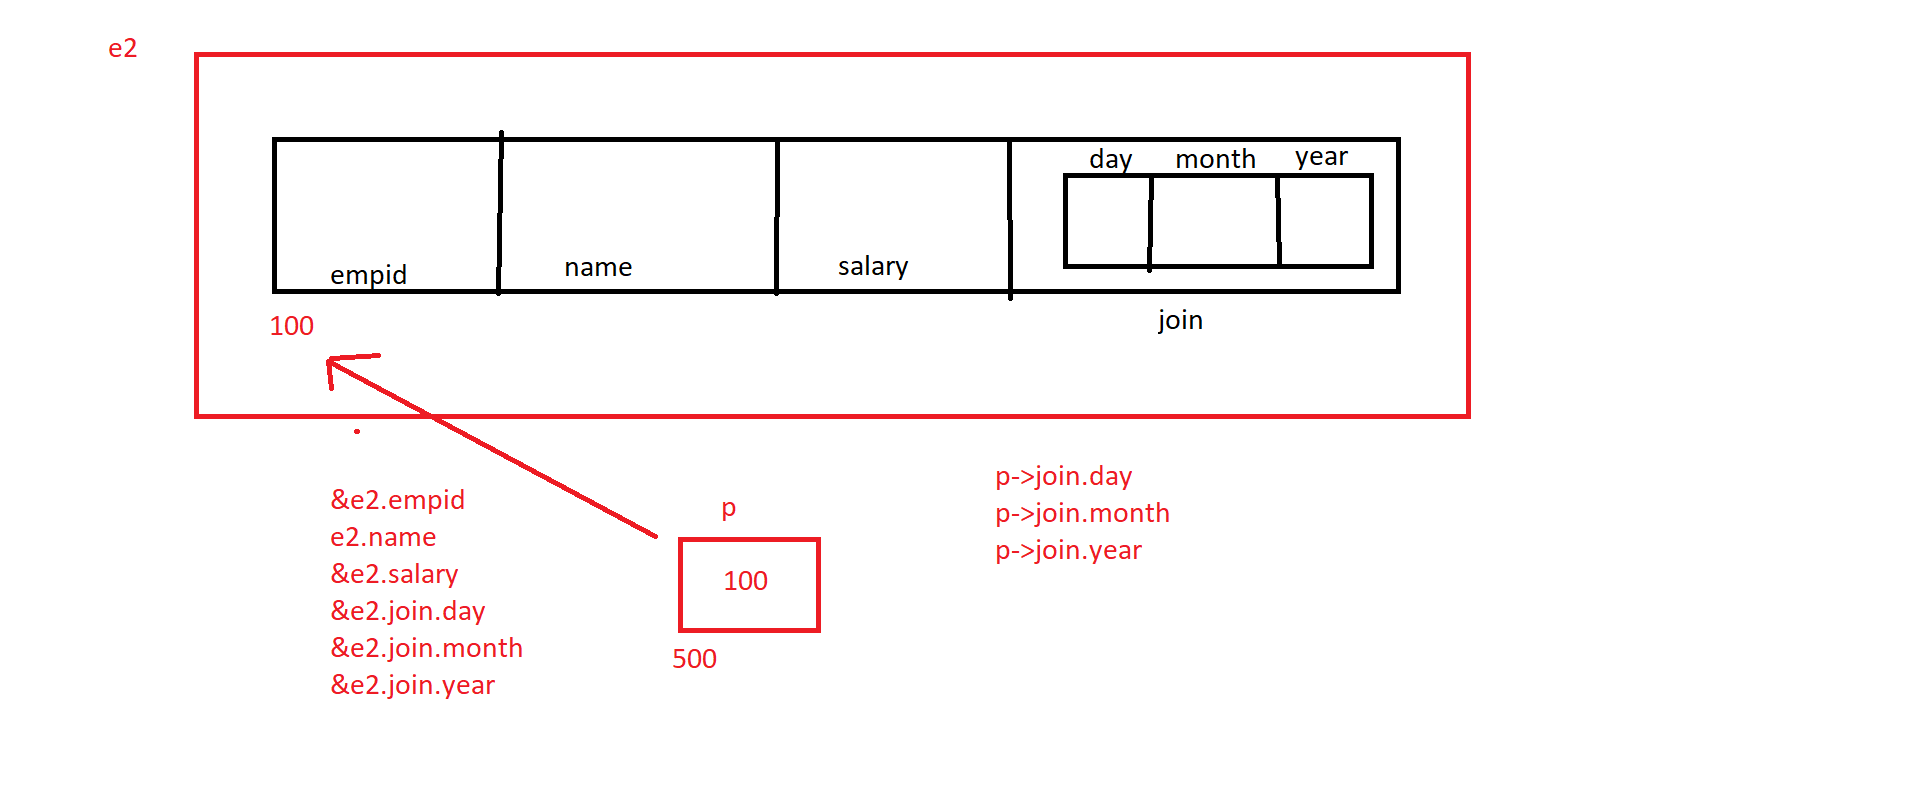 e2
day month year
empid name salary
100
join
&e2.empid
e2.name
&e2.salary
&e2.join.day
&e2.join.month
&e2.join.year
p
100
500
p->join.day
p->join.month
p->join.year